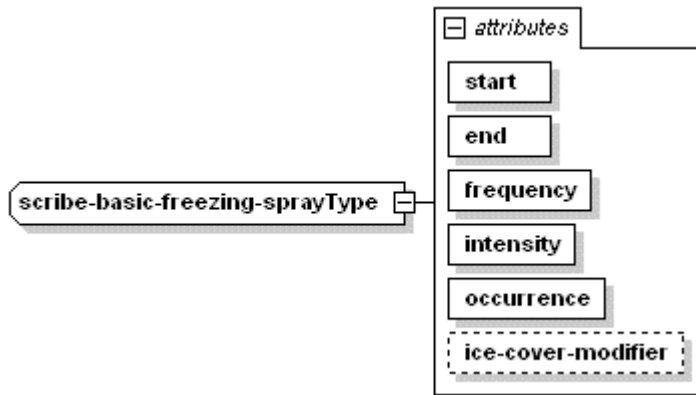 attributes
start
end
frequency
scribe-basic-freezing-sprayType
intensity
occurrence
ice-cover-modifier